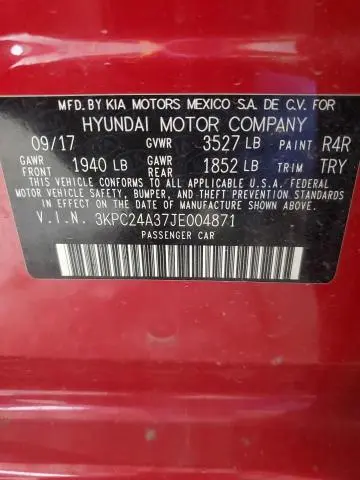 MFD. BY KIA MOTORS MEXICO S.A. DE C.V. FOR
HYUNDAI MOTOR COMPANY
09/17 GVWR 3527 LB PAINT R4R
GAWR FRONT 1940 LB GAWR REAR 1852 LB TRIM TRY
THIS VEHICLE CONFORMS TO ALL APPLICABLE U.S.A. FEDERAL
MOTOR VEHICLE SAFETY, BUMPER, AND THEFT PREVENTION STANDARDS
IN EFFECT ON THE DATE OF MANUFACTURE SHOWN ABOVE.
V.I.N. 3KPC24A37JE004871
PASSENGER CAR